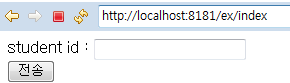 http://localhost:8181/ex/index
student id :
전송